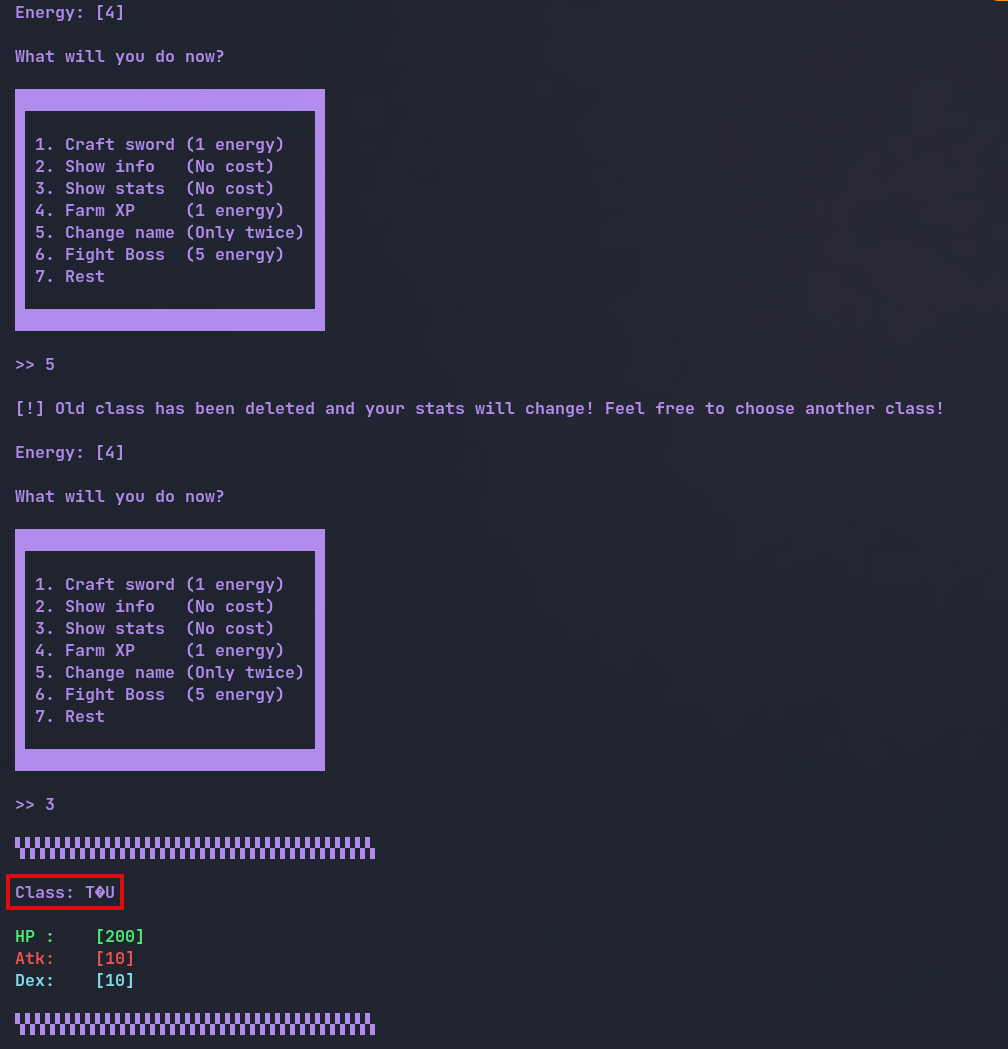 Energy: [4]
What will you do now?
1. Craft sword (1 energy)
2. Show info   (No cost)
3. Show stats  (No cost)
4. Farm XP     (1 energy)
5. Change name (Only twice)
6. Fight Boss  (5 energy)
7. Rest
>> 5
[!] Old class has been deleted and your stats will change! Feel free to choose another class!
Energy: [4]
What will you do now?
1. Craft sword (1 energy)
2. Show info   (No cost)
3. Show stats  (No cost)
4. Farm XP     (1 energy)
5. Change name (Only twice)
6. Fight Boss  (5 energy)
7. Rest
>> 3
Class: T�U
HP :    [200]
Atk:    [10]
Dex:    [10]